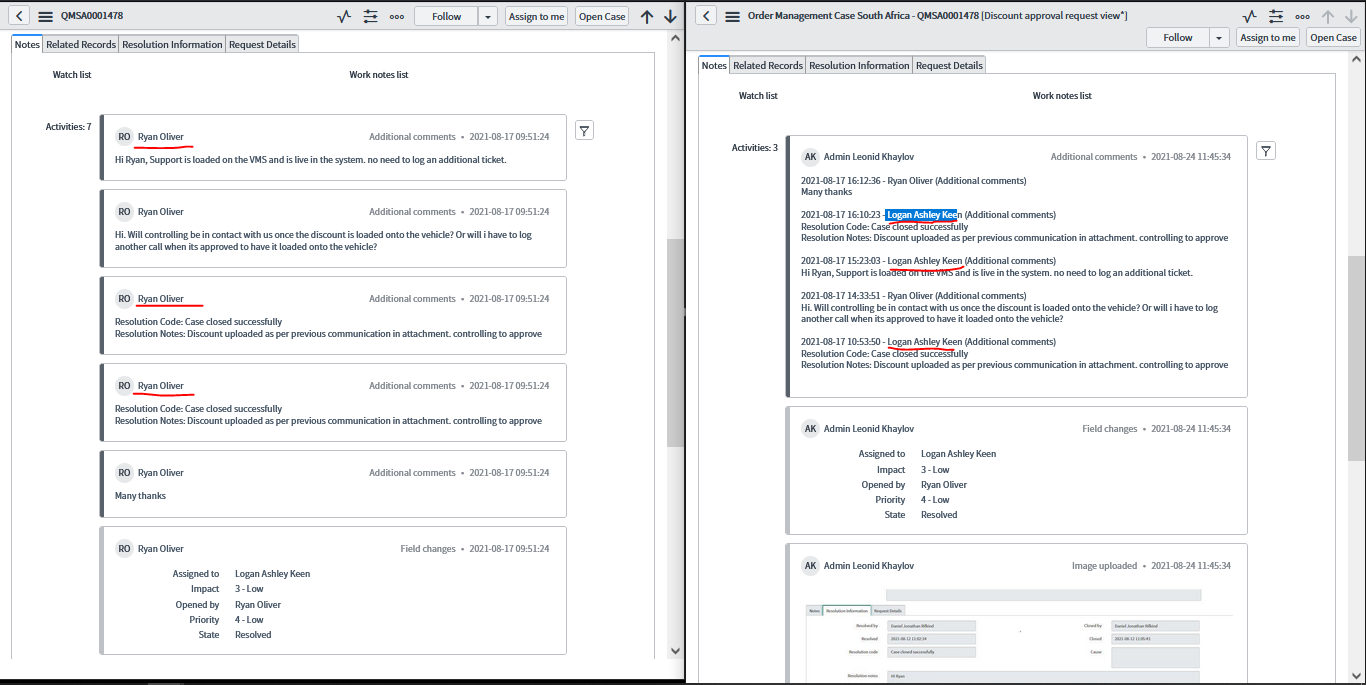 QMSA0001478
Follow
Assign to me
Open Case
Notes
Related Records
Resolution Information
Request Details
Watch list
Work notes list
Activities: 7
RO Ryan Oliver
Additional comments • 2021-08-17 09:51:24
Hi Ryan, Support is loaded on the VMS and is live in the system. no need to log an additional ticket.
RO Ryan Oliver
Additional comments • 2021-08-17 09:51:24
Hi. Will controlling be in contact with us once the discount is loaded onto the vehicle? Or will i have to log
another call when its approved to have it loaded onto the vehicle?
RO Ryan Oliver
Additional comments • 2021-08-17 09:51:24
Resolution Code: Case closed successfully
Resolution Notes: Discount uploaded as per previous communication in attachment. controlling to approve
RO Ryan Oliver
Additional comments • 2021-08-17 09:51:24
Resolution Code: Case closed successfully
Resolution Notes: Discount uploaded as per previous communication in attachment. controlling to approve
RO Ryan Oliver
Additional comments • 2021-08-17 09:51:24
Many thanks
RO Ryan Oliver
Field changes • 2021-08-17 09:51:24
Assigned to Logan Ashley Keen
Impact 3 - Low
Opened by Ryan Oliver
Priority 4 - Low
State Resolved
Order Management Case South Africa - QMSA0001478 [Discount approval request view*]
Follow
Assign to me
Open Case
Notes
Related Records
Resolution Information
Request Details
Watch list
Work notes list
Activities: 3
AK Admin Leonid Khaylov
Additional comments • 2021-08-24 11:45:34
2021-08-17 16:12:36 - Ryan Oliver (Additional comments)
Many thanks
2021-08-17 16:10:23 - Logan Ashley Keen (Additional comments)
Resolution Code: Case closed successfully
Resolution Notes: Discount uploaded as per previous communication in attachment. controlling to approve
2021-08-17 15:23:03 - Logan Ashley Keen (Additional comments)
Hi Ryan, Support is loaded on the VMS and is live in the system. no need to log an additional ticket.
2021-08-17 14:33:51 - Ryan Oliver (Additional comments)
Hi. Will controlling be in contact with us once the discount is loaded onto the vehicle? Or will i have to log
another call when its approved to have it loaded onto the vehicle?
2021-08-17 10:53:50 - Logan Ashley Keen (Additional comments)
Resolution Code: Case closed successfully
Resolution Notes: Discount uploaded as per previous communication in attachment. controlling to approve
AK Admin Leonid Khaylov
Field changes • 2021-08-24 11:45:34
Assigned to Logan Ashley Keen
Impact 3 - Low
Opened by Ryan Oliver
Priority 4 - Low
State Resolved
AK Admin Leonid Khaylov
Image uploaded • 2021-08-24 11:45:34
Notes
Resolution Information
Request Details
Resolved by
Closed by
Resolved
Closed
Resolution code Case closed successfully
Cause
Resolution notes Hi Ryan